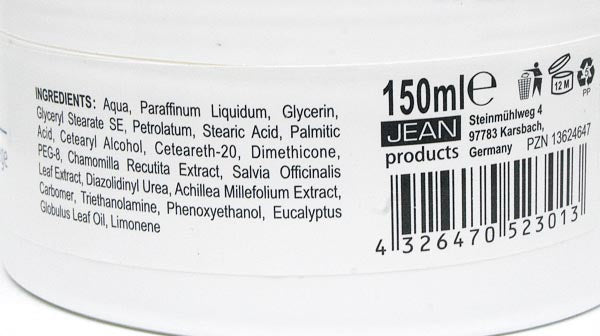 INGREDIENTS: Aqua, Paraffinum Liquidum, Glycerin,
Glyceryl Stearate SE, Petrolatum, Stearic Acid, Palmitic
Acid, Cetearyl Alcohol, Ceteareth-20, Dimethicone,
PEG-8, Chamomilla Recutita Extract, Salvia Officinalis
Leaf Extract, Diazolidinyl Urea, Achillea Millefolium Extract,
Carbomer, Triethanolamine, Phenoxyethanol, Eucalyptus
Globulus Leaf Oil, Limonene
150ml℮
12 M
5
PP
JEAN
products
Steinmühlweg 4
97783 Karsbach,
Germany PZN 13624647
4 326470 523013